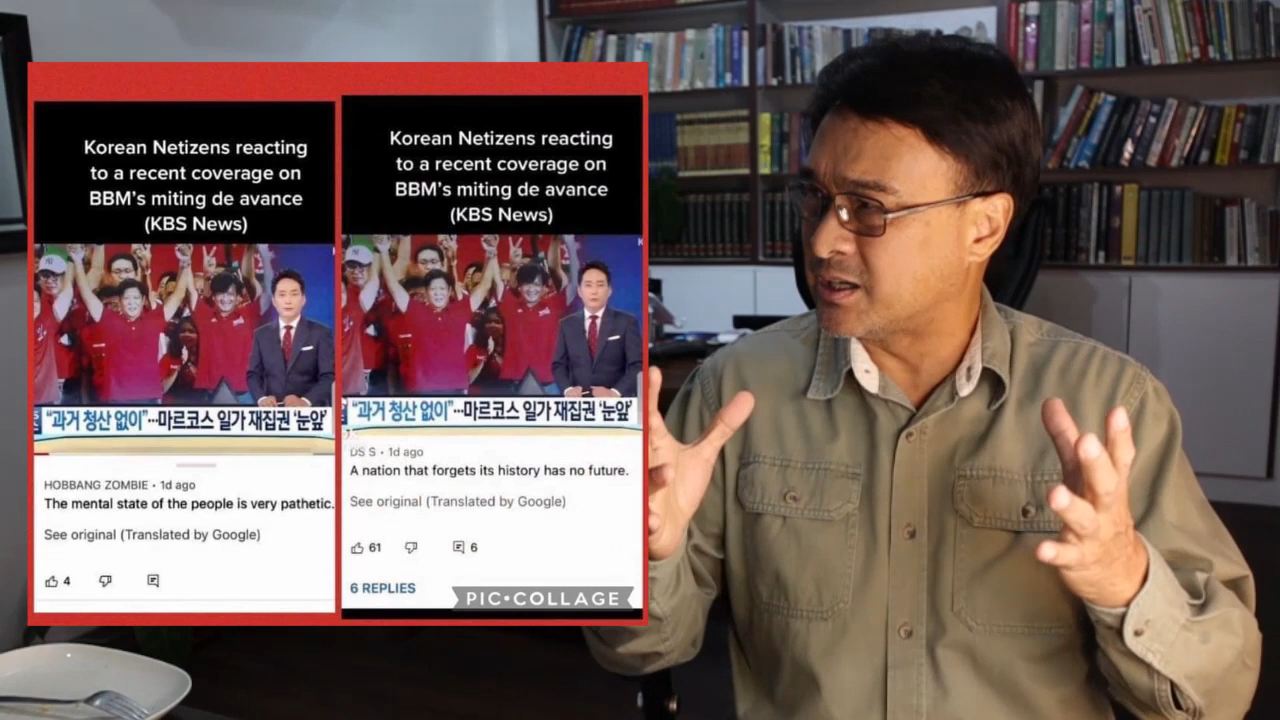 Korean Netizens reacting
to a recent coverage on
BBM's miting de avance
(KBS News)
"과거 청산 없이"…마르코스 일가 재집권 '눈앞'
HOBBANG ZOMBIE • 1d ago
The mental state of the people is very pathetic.
See original (Translated by Google)
4
Korean Netizens reacting
to a recent coverage on
BBM's miting de avance
(KBS News)
"과거 청산 없이"…마르코스 일가 재집권 '눈앞'
DS S • 1d ago
A nation that forgets its history has no future.
See original (Translated by Google)
61
6
6 REPLIES
PIC•COLLAGE